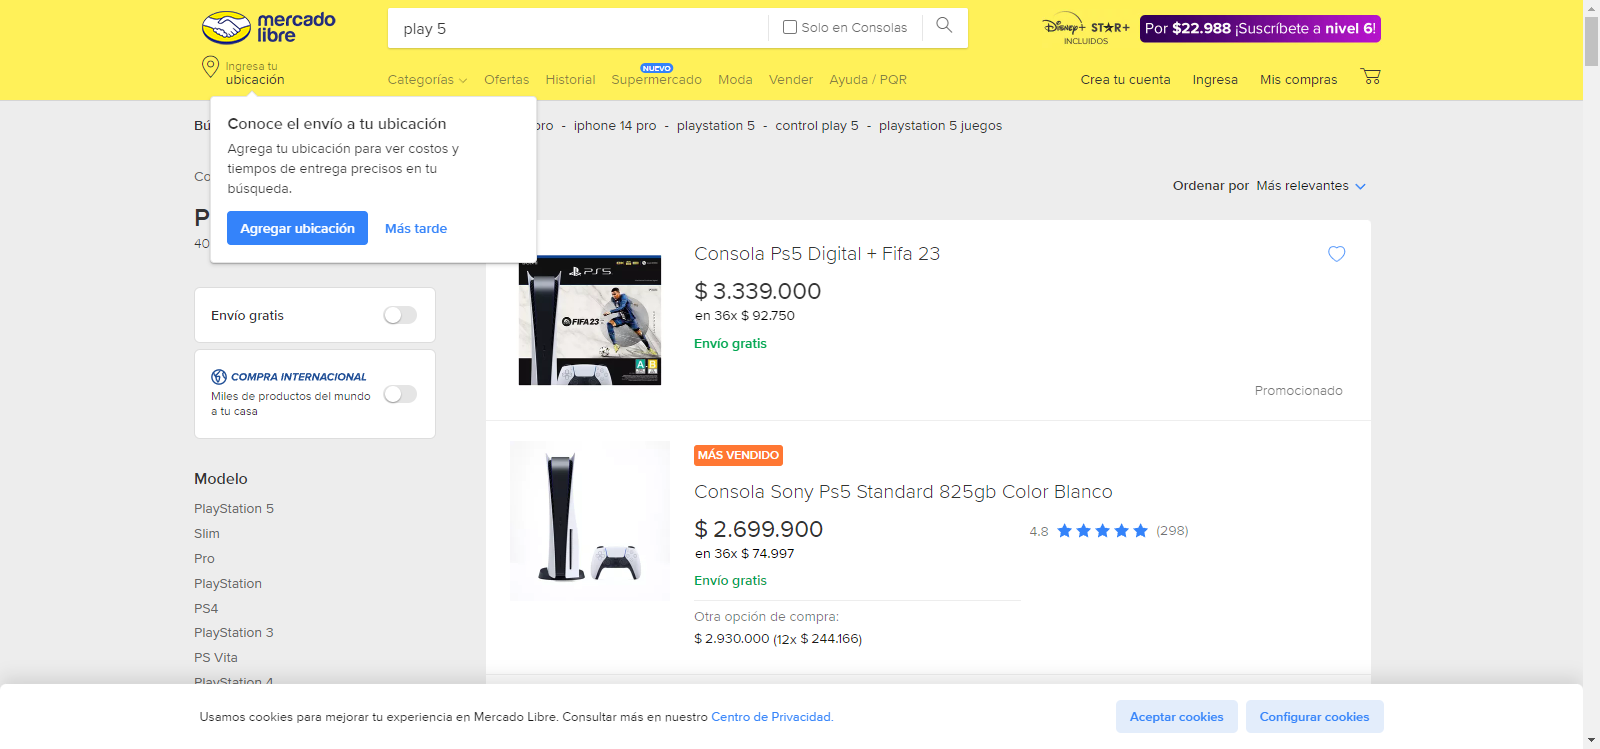 mercado
libre
play 5
Solo en Consolas
Disney+ STAR+
INCLUIDOS
Por $22.988 ¡Suscríbete a nivel 6!
Ingresa tu
ubicación
Categorías
Ofertas
Historial
NUEVO
Supermercado
Moda
Vender
Ayuda / PQR
Crea tu cuenta
Ingresa
Mis compras
Conoce el envío a tu ubicación
Agrega tu ubicación para ver costos y
tiempos de entrega precisos en tu
búsqueda.
Agregar ubicación
Más tarde
Bú
pro - iphone 14 pro - playstation 5 - control play 5 - playstation 5 juegos
Co
P
40
Ordenar por Más relevantes
Envío gratis
COMPRA INTERNACIONAL
Miles de productos del mundo
a tu casa
Modelo
PlayStation 5
Slim
Pro
PlayStation
PS4
PlayStation 3
PS Vita
PlayStation 4
PS5
FIFA 23
Consola Ps5 Digital + Fifa 23
$ 3.339.000
en 36x $ 92.750
Envío gratis
Promocionado
MÁS VENDIDO
Consola Sony Ps5 Standard 825gb Color Blanco
$ 2.699.900
4.8
(298)
en 36x $ 74.997
Envío gratis
Otra opción de compra:
$ 2.930.000 (12x $ 244.166)
Usamos cookies para mejorar tu experiencia en Mercado Libre. Consultar más en nuestro Centro de Privacidad.
Aceptar cookies
Configurar cookies